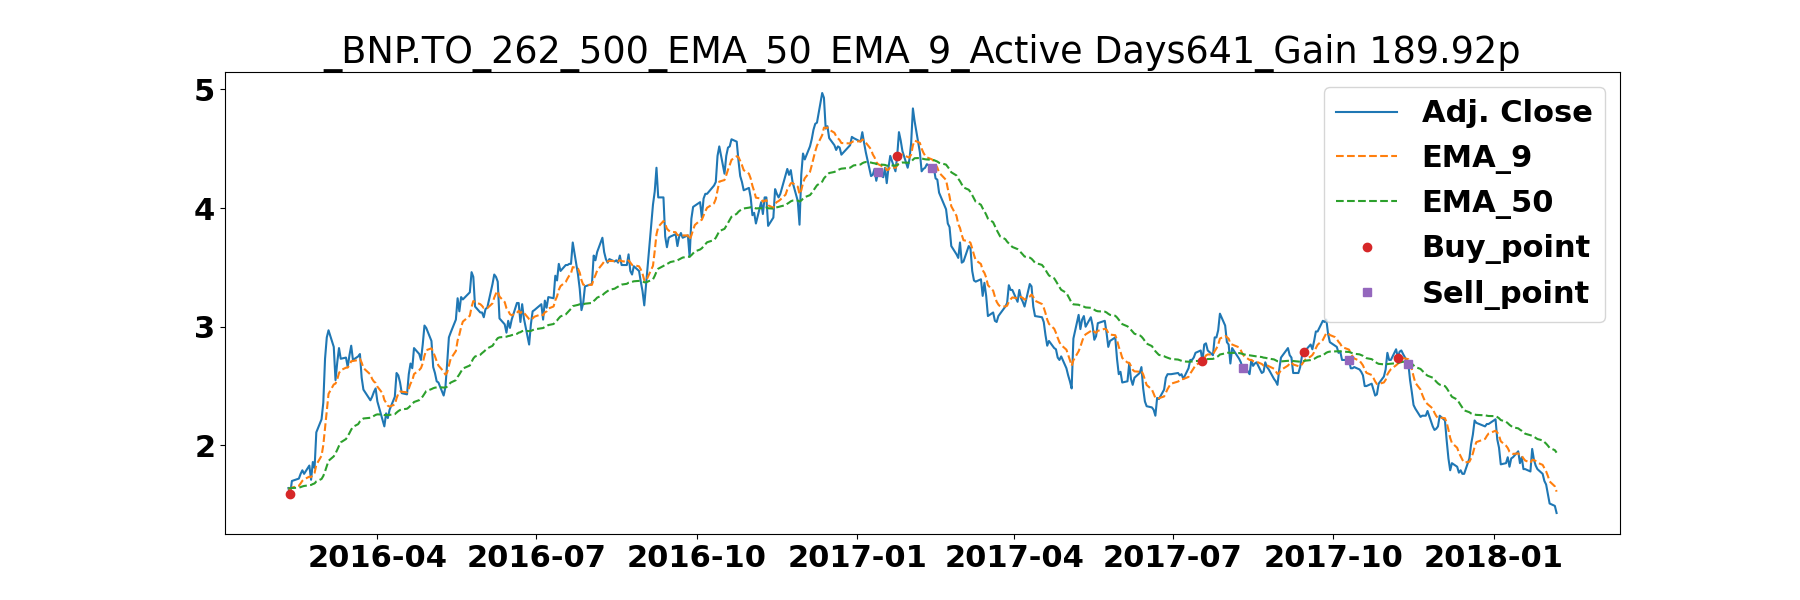 _BNP.TO_262_500_EMA_50_EMA_9_Active Days641_Gain 189.92p
5
4
3
2
Adj. Close
EMA_9
EMA_50
Buy_point
Sell_point
2016-04 2016-07 2016-10 2017-01 2017-04 2017-07 2017-10 2018-01